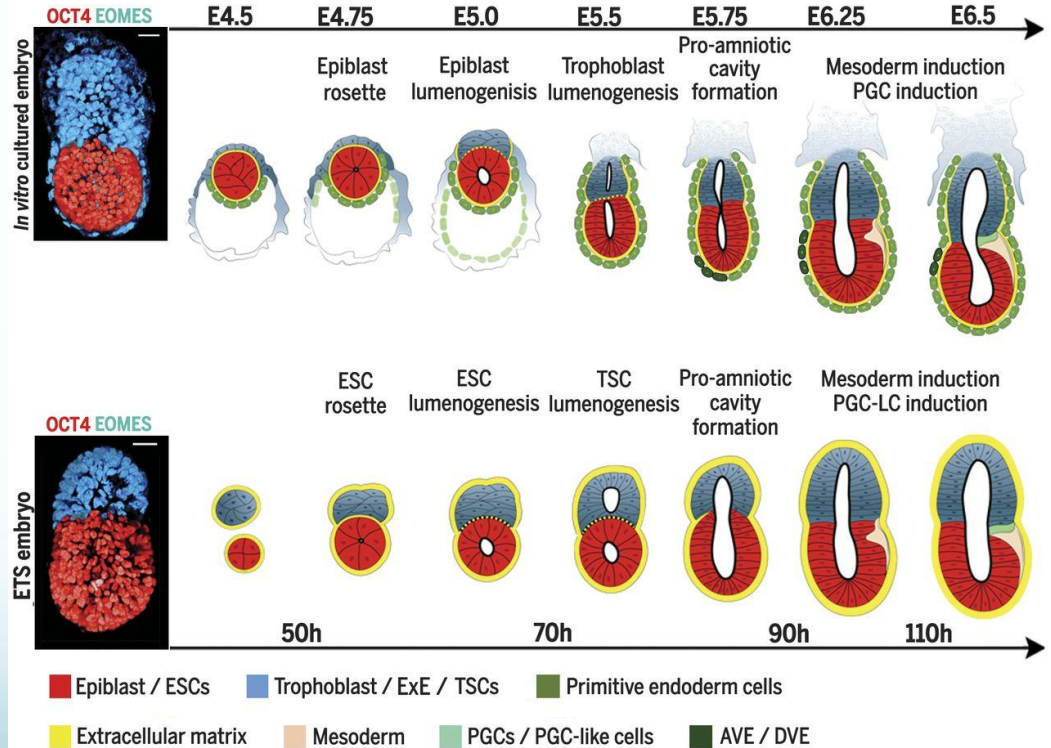 OCT4 EOMES
E4.5 E4.75 E5.0 E5.5 E5.75 E6.25 E6.5
In vitro cultured embryo
Epiblast
rosette
Epiblast
lumenogenisis
Trophoblast
lumenogenesis
Pro-amniotic
cavity
formation
Mesoderm induction
PGC induction
OCT4 EOMES
ETS embryo
ESC
rosette
ESC
lumenogenesis
TSC
lumenogenesis
Pro-amniotic
cavity
formation
Mesoderm induction
PGC-LC induction
50h 70h 90h 110h
Epiblast / ESCs Trophoblast / ExE / TSCs Primitive endoderm cells
Extracellular matrix Mesoderm PGCs / PGC-like cells AVE / DVE